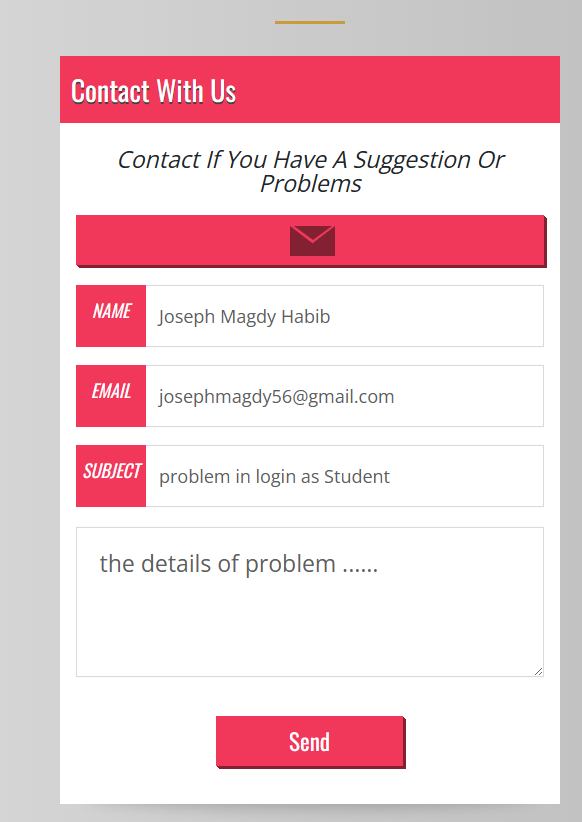 Contact With Us
Contact If You Have A Suggestion Or
Problems
NAME Joseph Magdy Habib
EMAIL josephmagdy56@gmail.com
SUBJECT problem in login as Student
the details of problem ......
Send